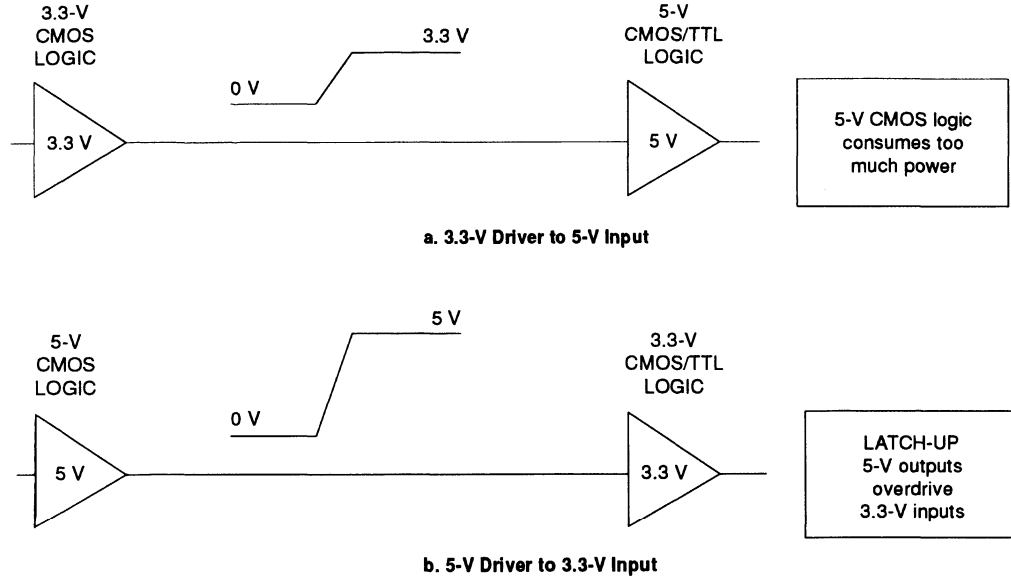 3.3-V
CMOS
LOGIC
0 V
3.3 V
5-V
CMOS/TTL
LOGIC
3.3 V
5 V
5-V CMOS logic
consumes too
much power
a. 3.3-V Driver to 5-V Input
5-V
CMOS
LOGIC
0 V
5 V
3.3-V
CMOS/TTL
LOGIC
5 V
3.3 V
LATCH-UP
5-V outputs
overdrive
3.3-V inputs
b. 5-V Driver to 3.3-V Input